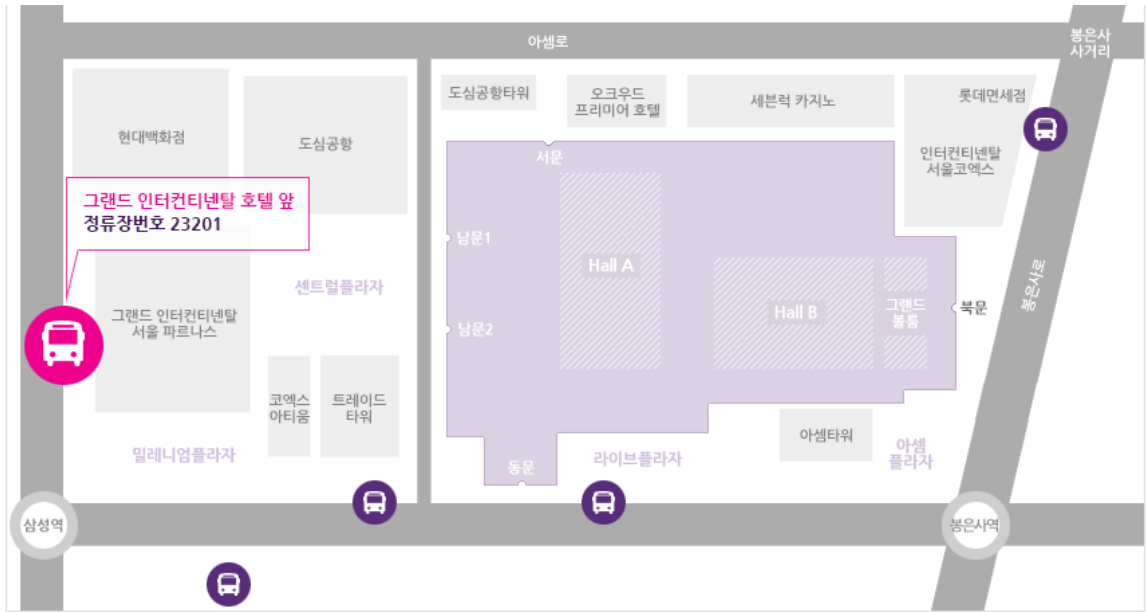 아셈로
봉은사
사거리
도심공항타워
오크우드
프리미어 호텔
세븐럭 카지노
롯데면세점
현대백화점
도심공항
인터컨티넨탈
서울코엑스
서문
그랜드 인터컨티넨탈 호텔 앞
정류장번호 23201
남문1
Hall A
센트럴플라자
봉은사로
그랜드 인터컨티넨탈
서울 파르나스
남문2
Hall B
그랜드
볼룸
북문
코엑스
아티움
트레이드
타워
아셈타워
밀레니엄플라자
라이브플라자
아셈
플라자
동문
삼성역
봉은사역